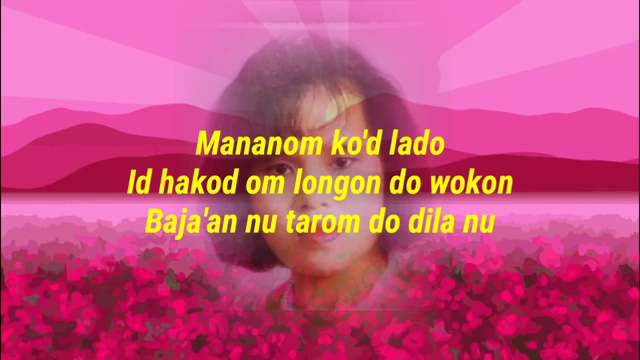 Mananom ko'd lado
Id hakod om longon do wokon
Baja'an nu tarom do dila nu